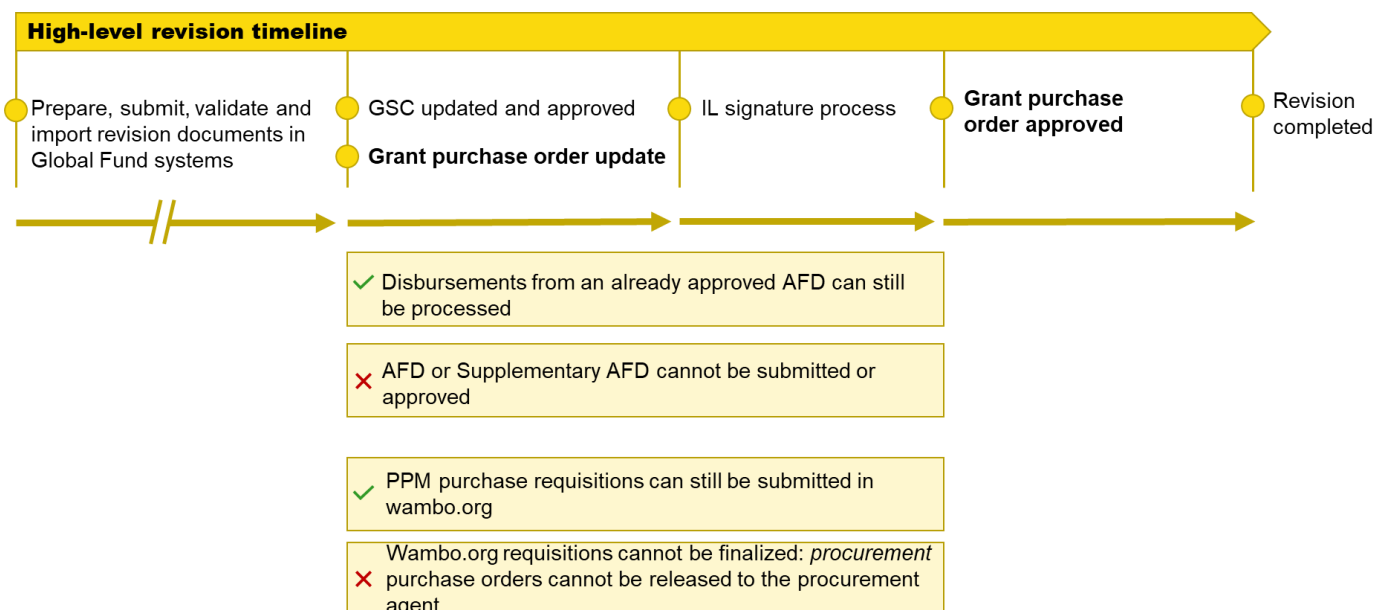 High-level revision timeline
Prepare, submit, validate and
import revision documents in
Global Fund systems
GSC updated and approved
Grant purchase order update
IL signature process
Grant purchase
order approved
Revision
completed
Disbursements from an already approved AFD can still
be processed
AFD or Supplementary AFD cannot be submitted or
approved
PPM purchase requisitions can still be submitted in
wambo.org
Wambo.org requisitions cannot be finalized: procurement
purchase orders cannot be released to the procurement
agent